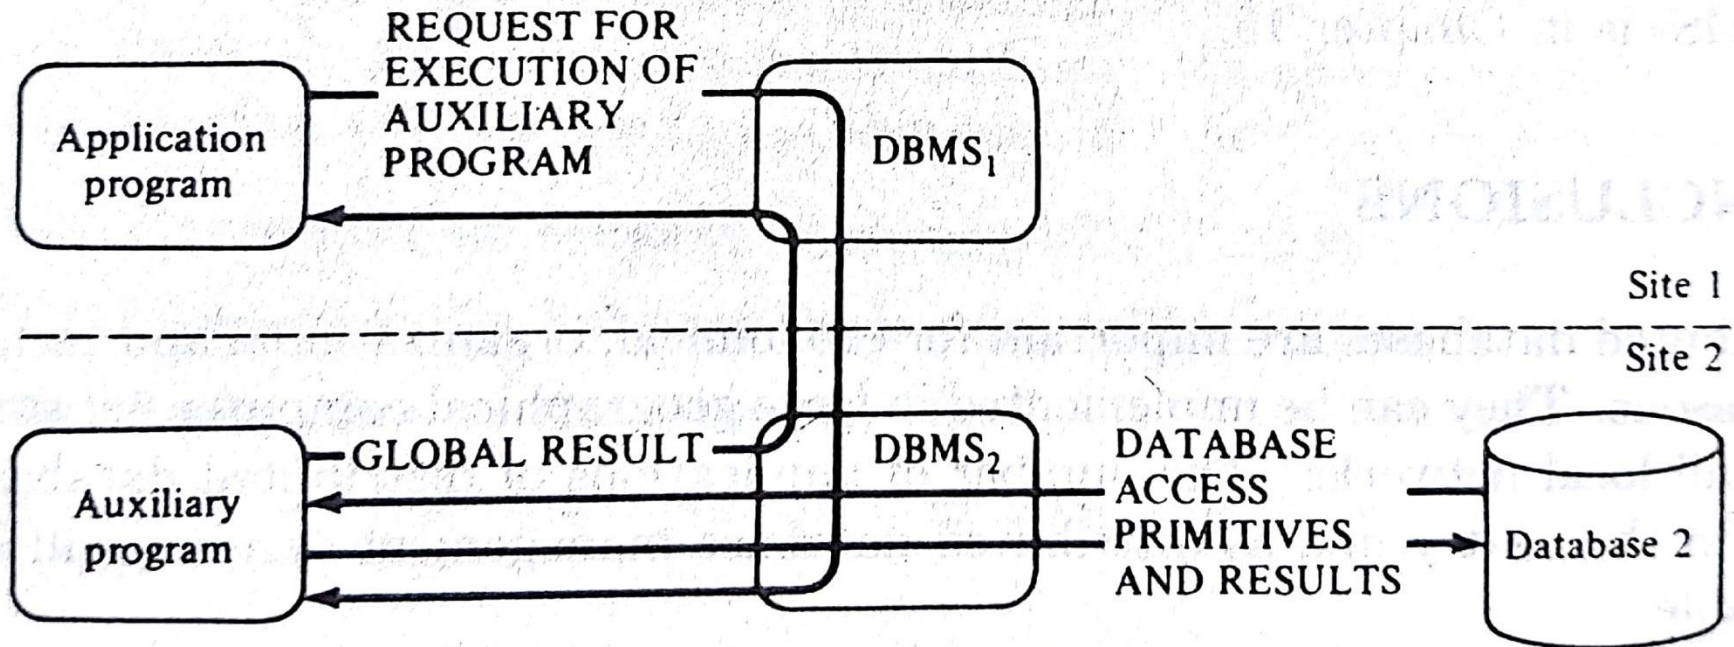 REQUEST FOR
EXECUTION OF
AUXILIARY
PROGRAM
Application
program
DBMS₁
Site 1
Site 2
GLOBAL RESULT
DBMS₂
DATABASE
ACCESS
PRIMITIVES
AND RESULTS
Auxiliary
program
Database 2